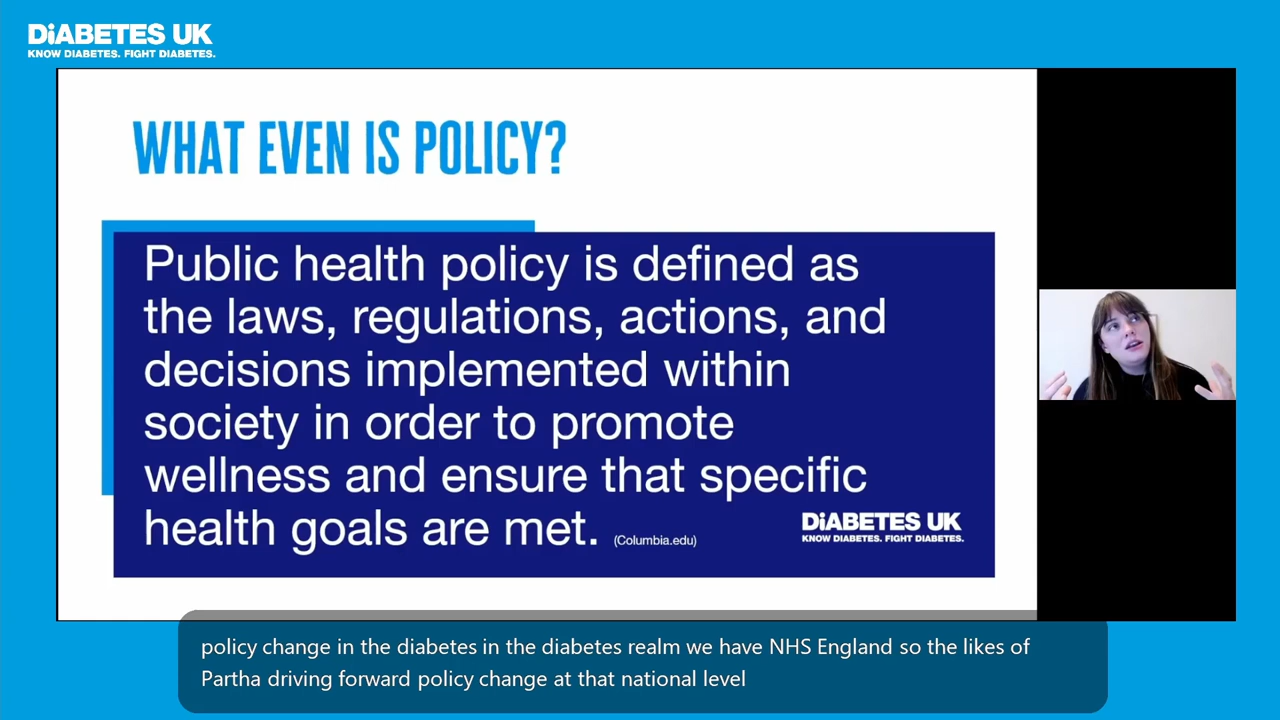 DiABETES UK
KNOW DIABETES. FIGHT DIABETES.
WHAT EVEN IS POLICY?
Public health policy is defined as
the laws, regulations, actions, and
decisions implemented within
society in order to promote
wellness and ensure that specific
health goals are met. (Columbia.edu)
DiABETES UK
KNOW DIABETES. FIGHT DIABETES.
policy change in the diabetes in the diabetes realm we have NHS England so the likes of
Partha driving forward policy change at that national level